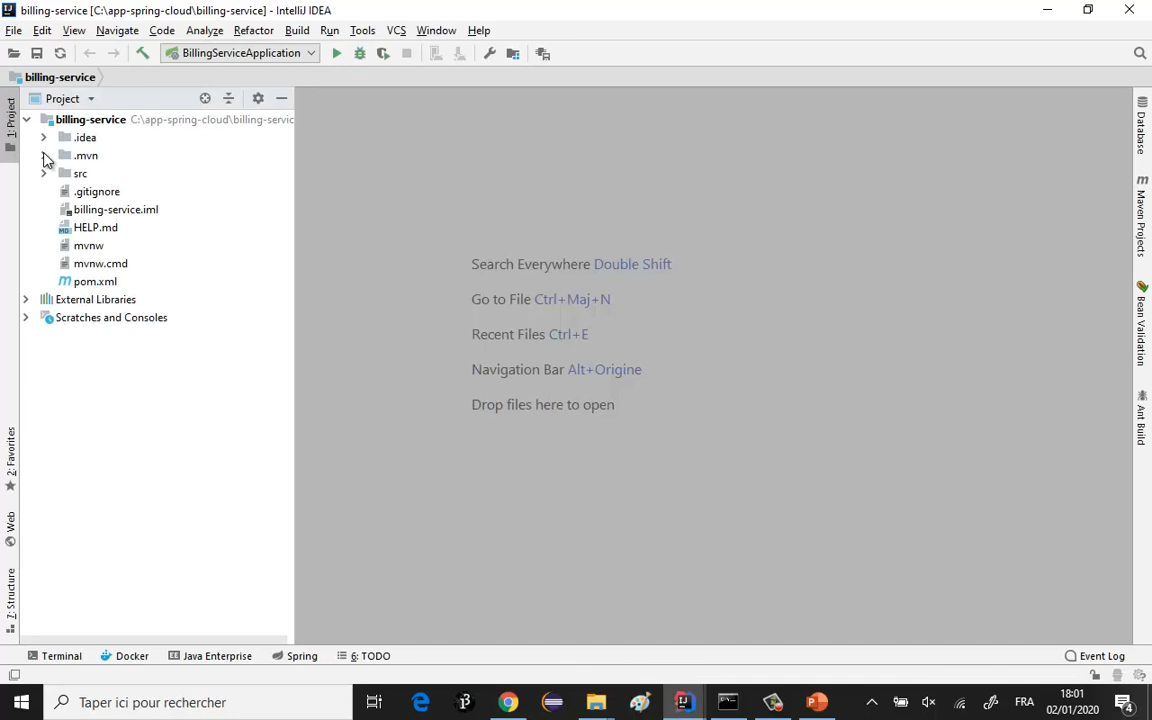 billing-service [C:\app-spring-cloud\billing-service] - IntelliJ IDEA
File Edit View Navigate Code Analyze Refactor Build Run Tools VCS Window Help
BillingServiceApplication
billing-service
Project
1: Project
billing-service C:\app-spring-cloud\billing-servic
.idea
.mvn
src
.gitignore
billing-service.iml
HELP.md
mvnw
mvnw.cmd
pom.xml
External Libraries
Scratches and Consoles
Search Everywhere Double Shift
Go to File Ctrl+Maj+N
Recent Files Ctrl+E
Navigation Bar Alt+Origine
Drop files here to open
Database
Maven Projects
Bean Validation
Ant Build
2: Favorites
Web
7: Structure
Terminal Docker Java Enterprise Spring 6: TODO Event Log
Taper ici pour rechercher
FRA
18:01
02/01/2020
4